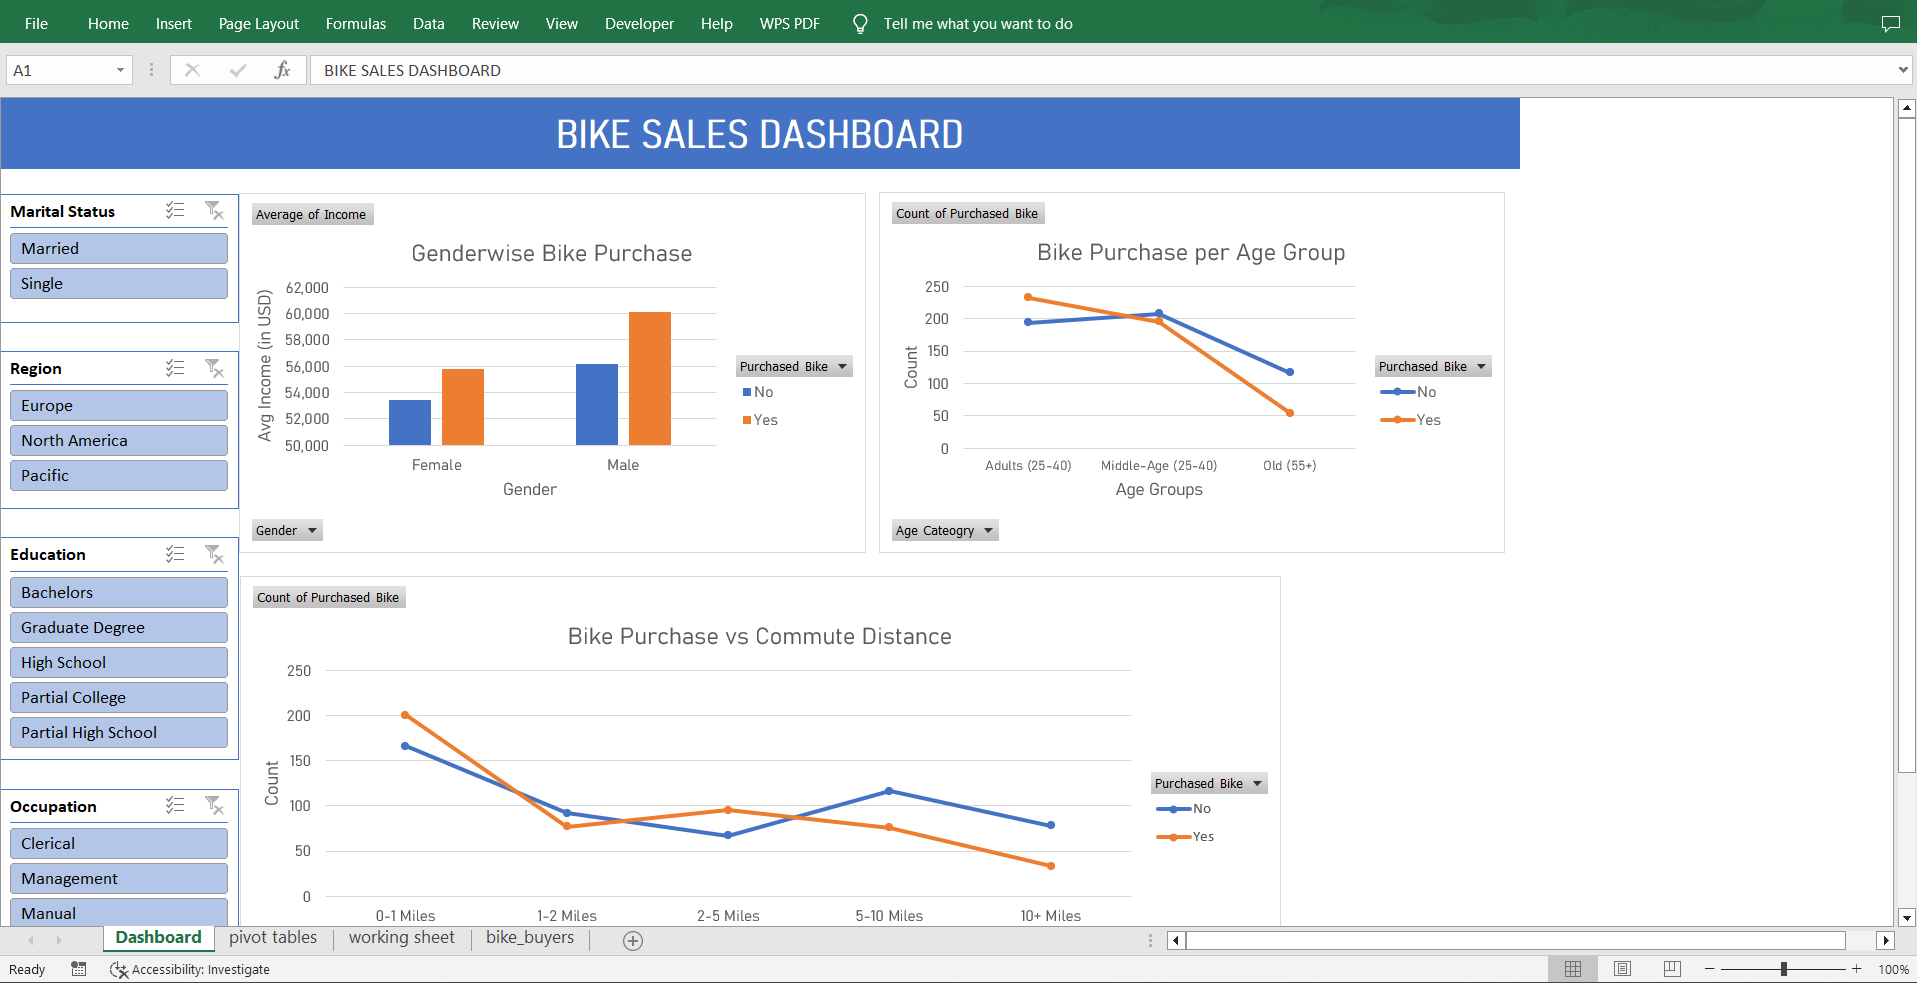 File Home Insert Page Layout Formulas Data Review View Developer Help WPS PDF Tell me what you want to do
A1 fx BIKE SALES DASHBOARD
BIKE SALES DASHBOARD
Marital Status
Married
Single
Region
Europe
North America
Pacific
Education
Bachelors
Graduate Degree
High School
Partial College
Partial High School
Occupation
Clerical
Management
Manual
Average of Income
Genderwise Bike Purchase
Avg Income (in USD)
62,000
60,000
58,000
56,000
54,000
52,000
50,000
Female Male
Gender
Purchased Bike
No
Yes
Gender
Count of Purchased Bike
Bike Purchase per Age Group
Count
250
200
150
100
50
0
Adults (25-40) Middle-Age (25-40) Old (55+)
Age Groups
Purchased Bike
No
Yes
Age Cateogry
Count of Purchased Bike
Bike Purchase vs Commute Distance
Count
250
200
150
100
50
0
0-1 Miles 1-2 Miles 2-5 Miles 5-10 Miles 10+ Miles
Purchased Bike
No
Yes
Dashboard pivot tables working sheet bike_buyers
Ready Accessibility: Investigate 100%